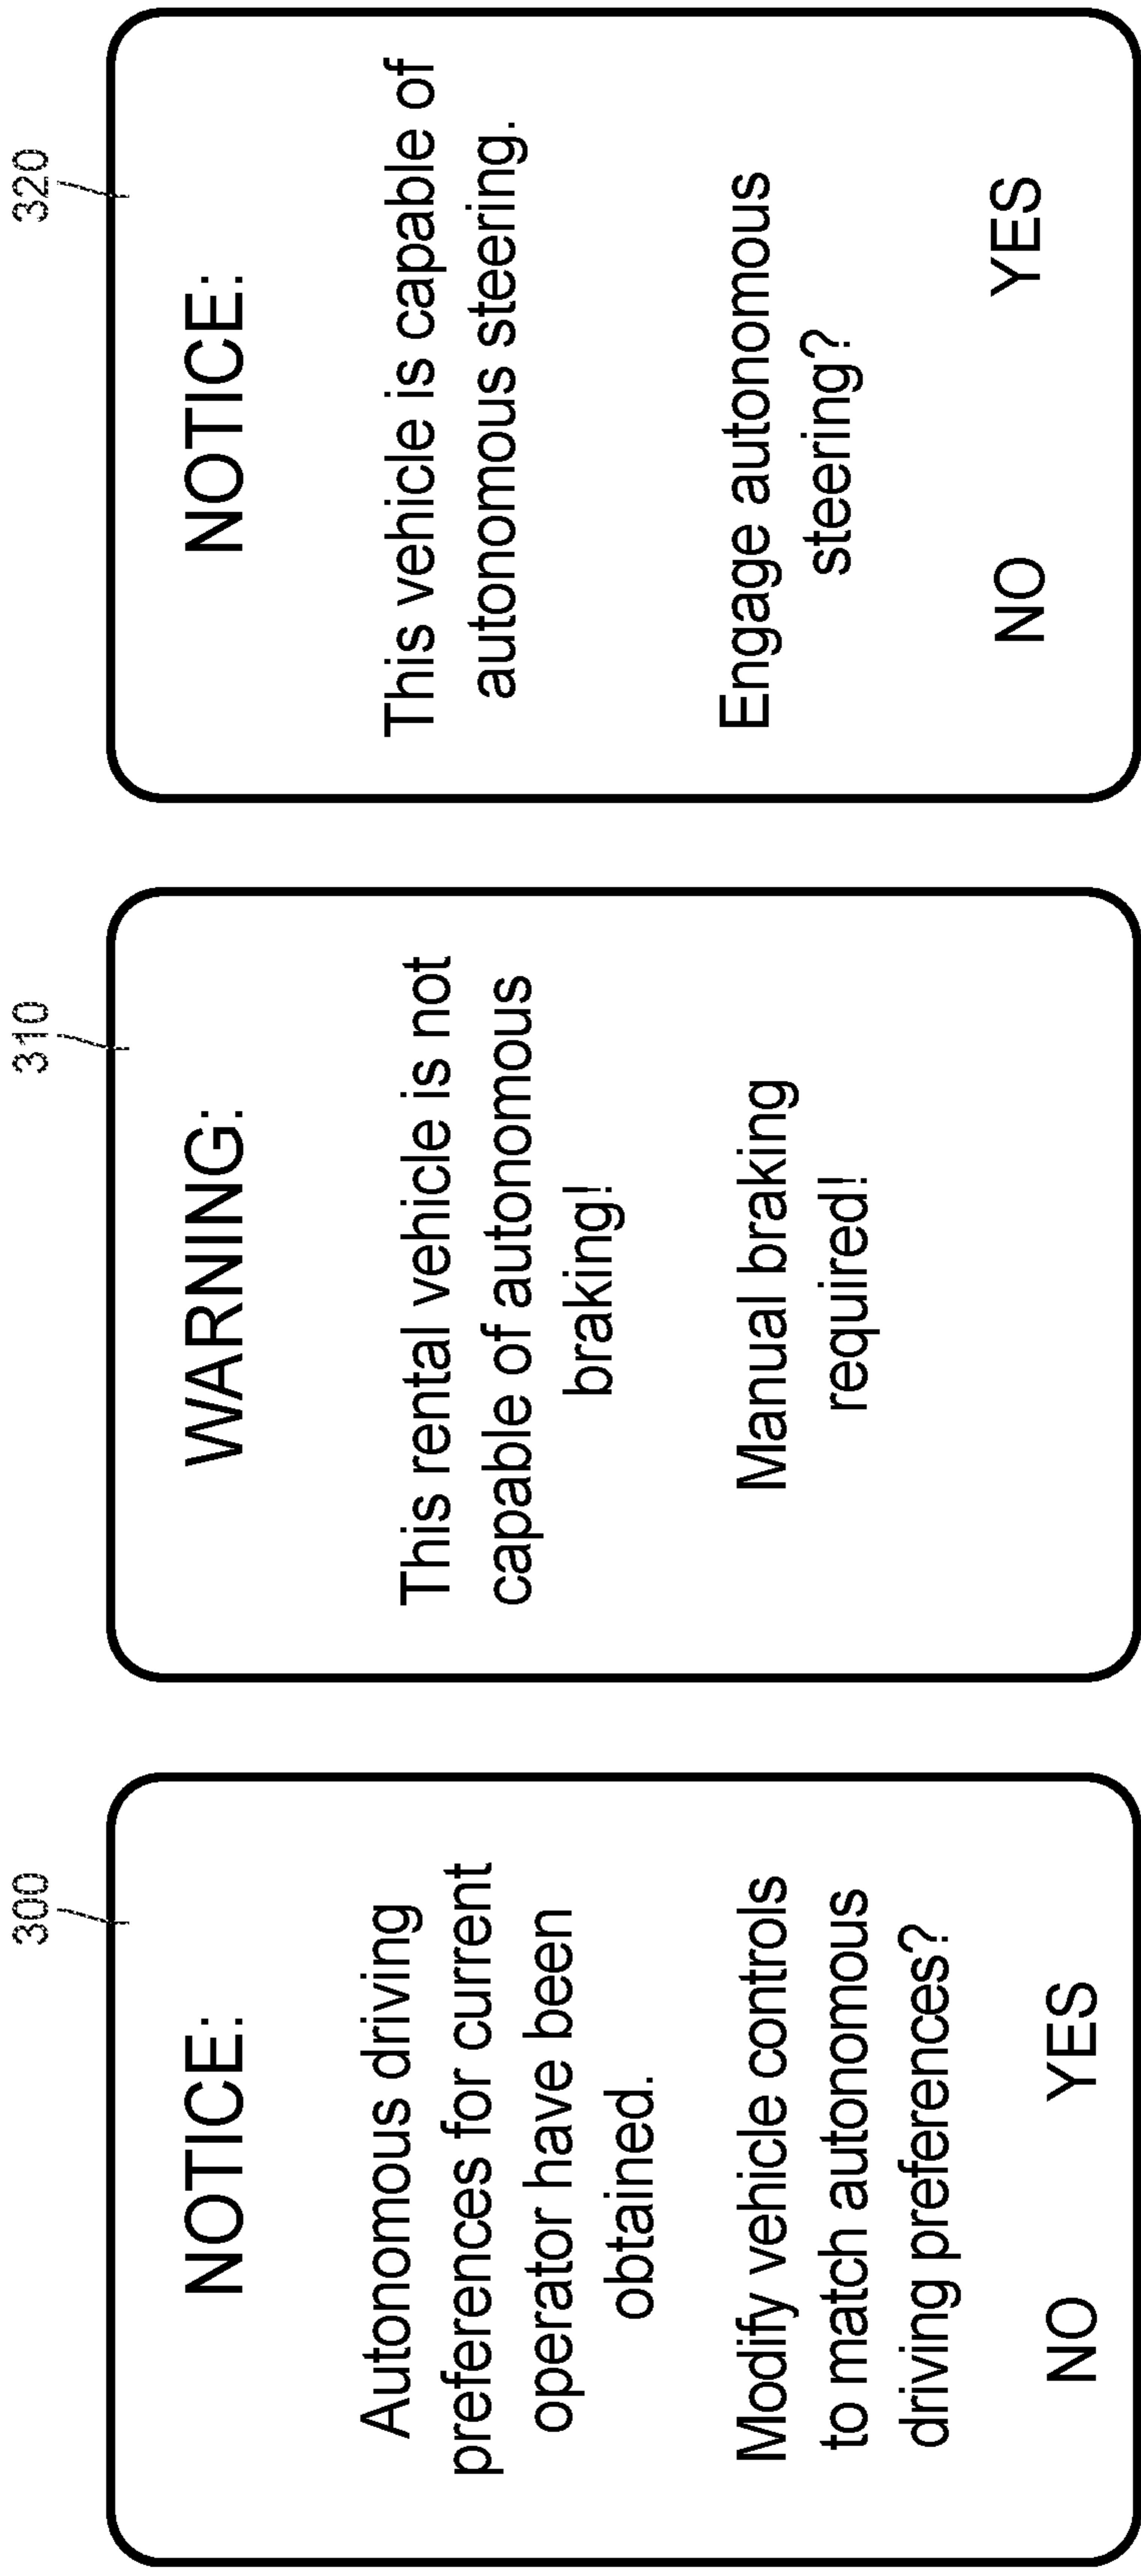 300
NOTICE:
Autonomous driving
preferences for current
operator have been
obtained.
Modify vehicle controls
to match autonomous
driving preferences?
NO YES
310
WARNING:
This rental vehicle is not
capable of autonomous
braking!
Manual braking
required!
320
NOTICE:
This vehicle is capable of
autonomous steering.
Engage autonomous
steering?
NO YES